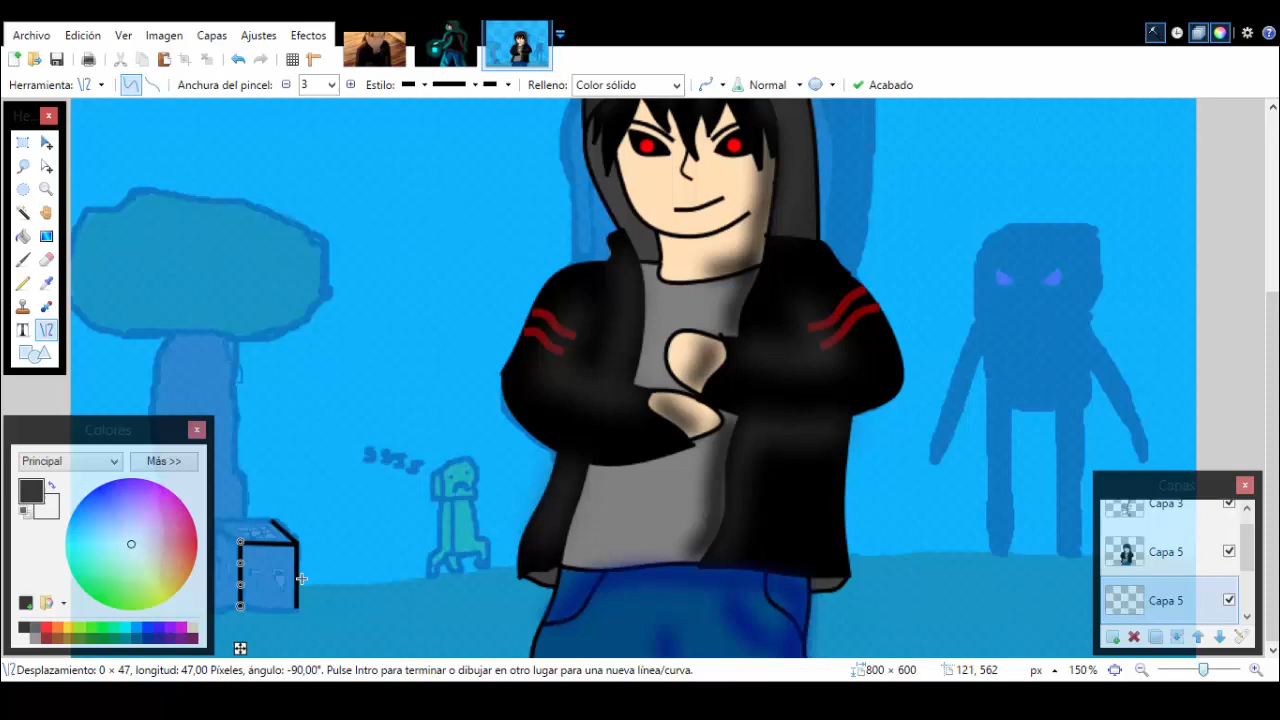 Archivo Edición Ver Imagen Capas Ajustes Efectos
Herramienta: Anchura del pincel: 3 Estilo: Relleno: Color sólido Normal Acabado
He...
Colores
Principal Más >>
ssss
Capas
Capa 3
Capa 5
Capa 5
Desplazamiento: 0 × 47, longitud: 47,00 Píxeles, ángulo: -90,00°. Pulse Intro para terminar o dibujar en otro lugar para una nueva línea/curva. 800 × 600 121, 562 px 150%